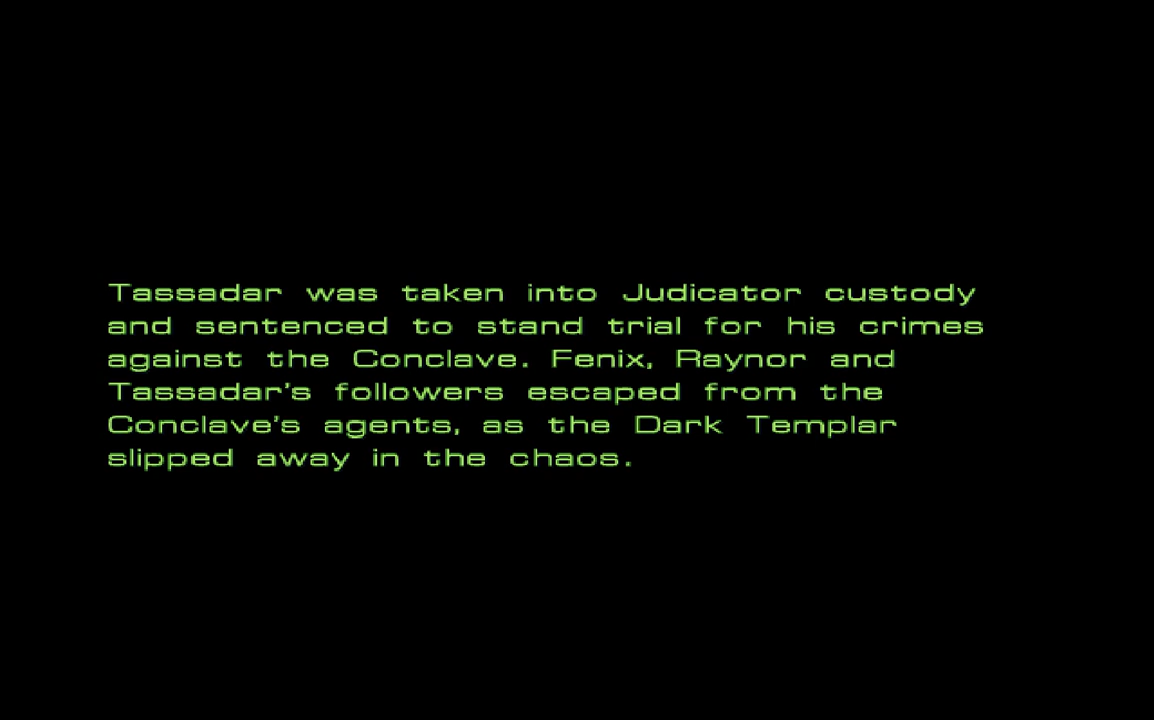 Tassadar was taken into Judicator custody
and sentenced to stand trial for his crimes
against the Conclave. Fenix, Raynor and
Tassadar's followers escaped from the
Conclave's agents, as the Dark Templar
slipped away in the chaos.